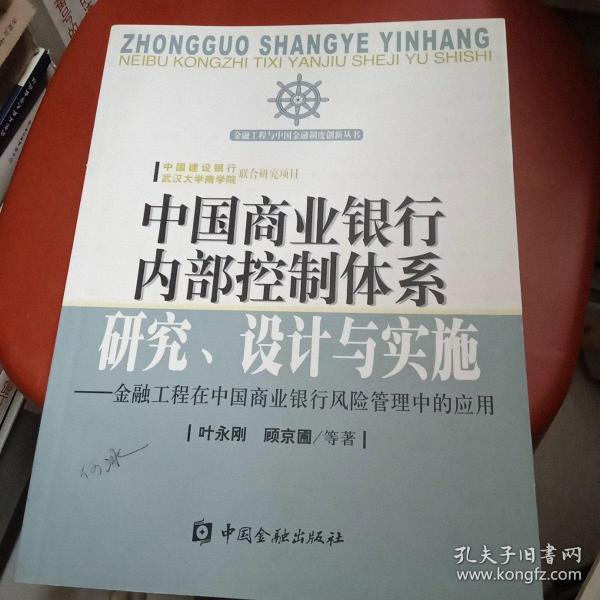 ZHONGGUO SHANGYE YINHANG
NEIBU KONGZHI TIXI YANJIU SHEJI YU SHISHI
金融工程与中国金融制度创新丛书
中国建设银行
武汉大学商学院
联合研究项目
中国商业银行
内部控制体系
研究、设计与实施
——金融工程在中国商业银行风险管理中的应用
叶永刚 顾京圃/等著
中国金融出版社
孔夫子旧书网
www.kongfz.com